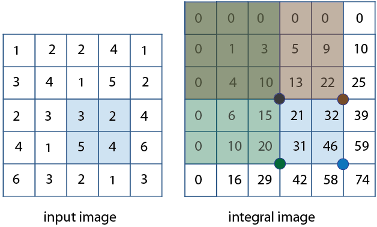 1 2 2 4 1
3 4 1 5 2
2 3 3 2 4
4 1 5 4 6
6 3 2 1 3
input image
0 0 0 0 0 0
0 1 3 5 9 10
0 4 10 13 22 25
0 6 15 21 32 39
0 10 20 31 46 59
0 16 29 42 58 74
integral image